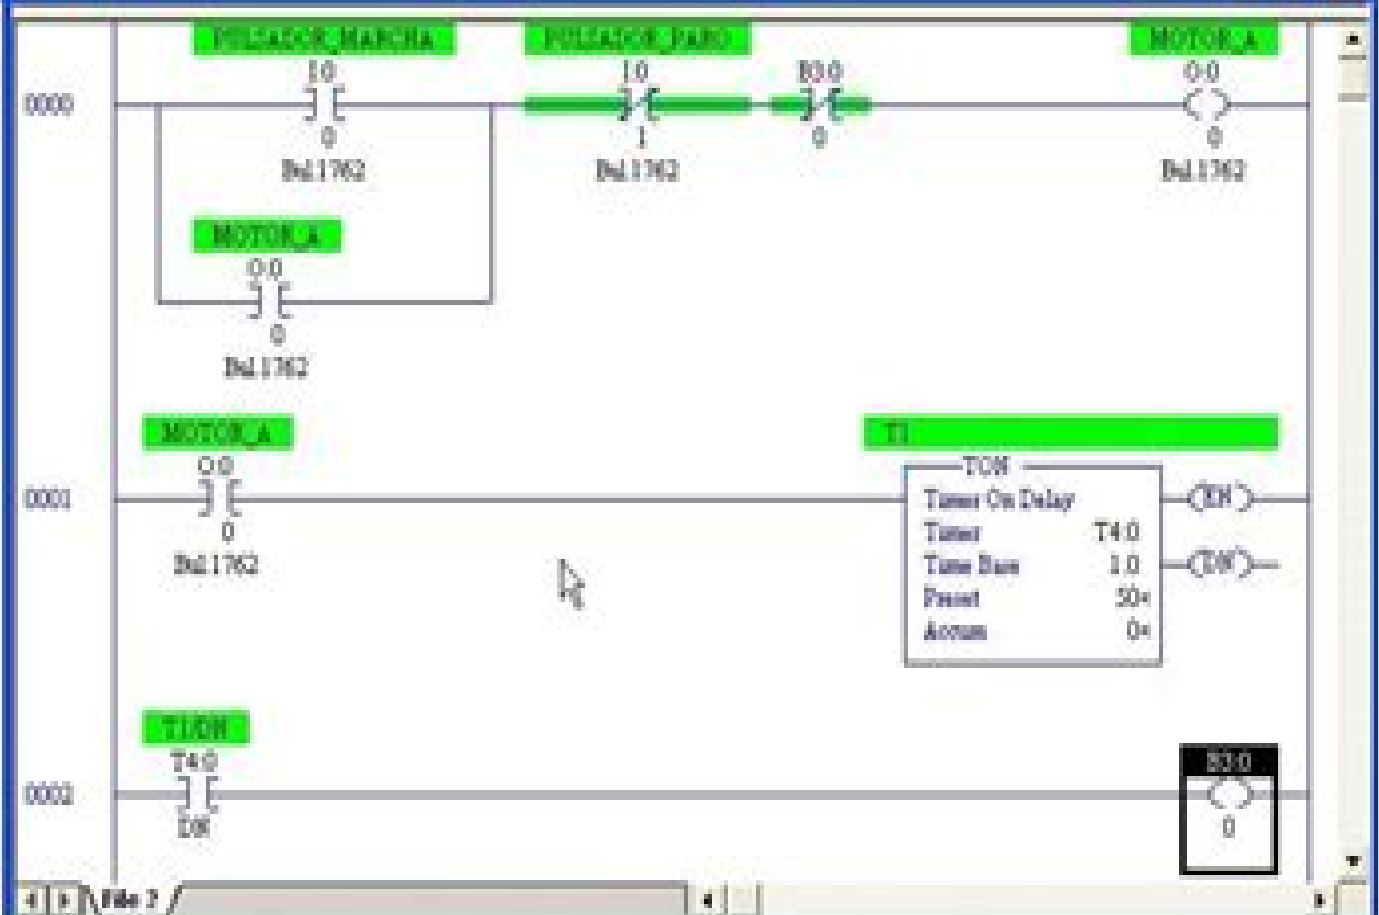 PULSADOR_MARCHA
PULSADOR_PARO
MOTOR_A
I:0
I:0
B3:0
O:0
0000
0
1
0
0
Bul.1762
Bul.1762
Bul.1762
MOTOR_A
O:0
0
Bul.1762
MOTOR_A
T1
O:0
TON
0001
Timer On Delay
EN
0
Timer
T4:0
Bul.1762
Time Base
1.0
DN
Preset
50<
Accum
0<
T1/DN
T4:0
B3:0
0002
DN
0
File 2